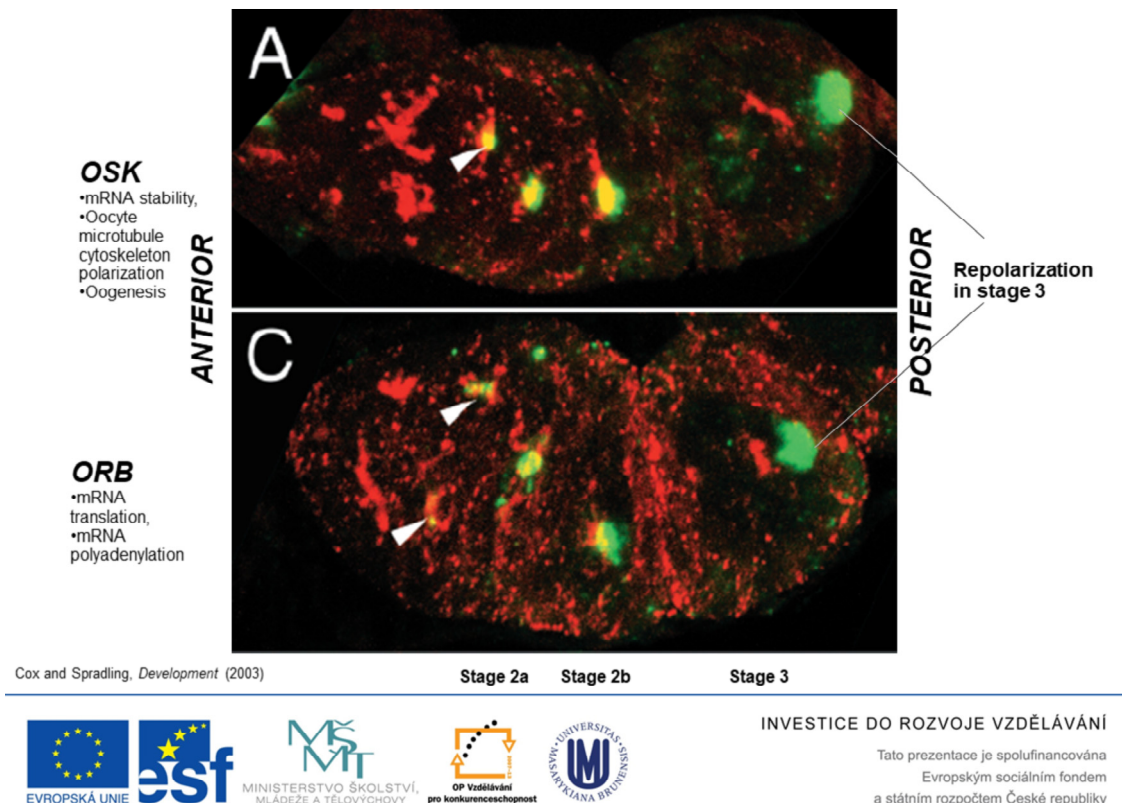 A
OSK
•mRNA stability,
•Oocyte
microtubule
cytoskeleton
polarization
•Oogenesis
ANTERIOR
POSTERIOR
Repolarization
in stage 3
C
ORB
•mRNA
translation,
•mRNA
polyadenylation
Cox and Spradling, Development (2003)
Stage 2a
Stage 2b
Stage 3
EVROPSKÁ UNIE
esf
MŠMT
MINISTERSTVO ŠKOLSTVÍ,
MLÁDEŽE A TĚLOVÝCHOVY
OP Vzdělávání
pro konkurenceschopnost
UNIVERSITAS
MASARYKIANA BRUNENSIS
INVESTICE DO ROZVOJE VZDĚLÁVÁNÍ
Tato prezentace je spolufinancována
Evropským sociálním fondem
a státním rozpočtem České republiky